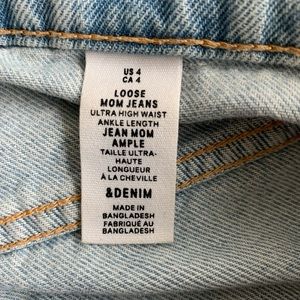 US 4
CA 4
LOOSE
MOM JEANS
ULTRA HIGH WAIST
ANKLE LENGTH
JEAN MOM
AMPLE
TAILLE ULTRA-
HAUTE
LONGUEUR
À LA CHEVILLE
&DENIM
MADE IN
BANGLADESH
FABRIQUÉ AU
BANGLADESH